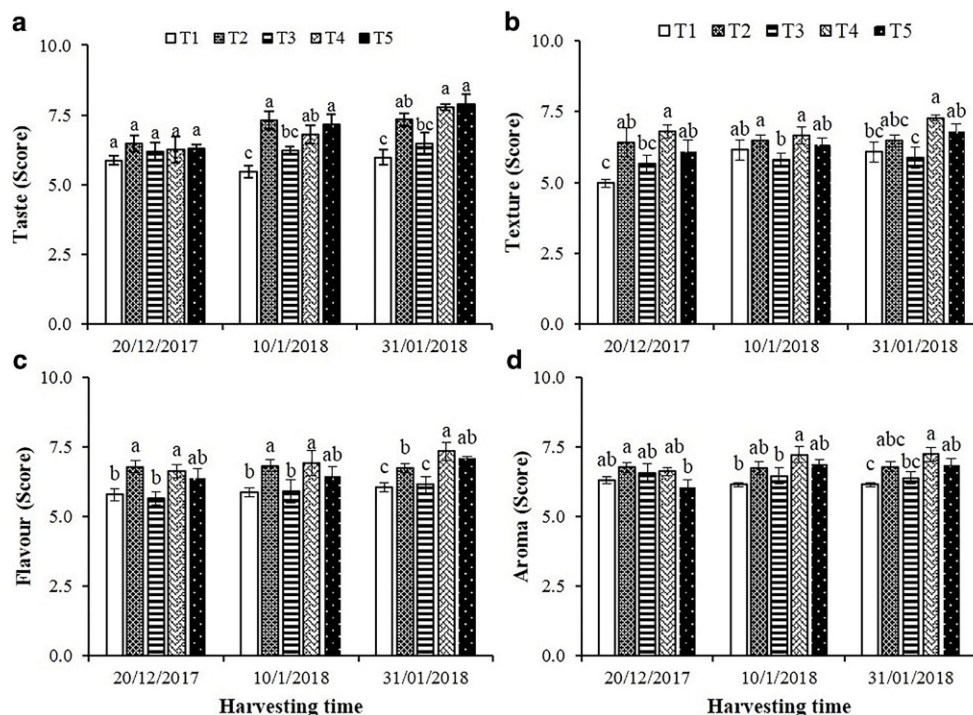 a
T1 T2 T3 T4 T5
10.0
7.5
5.0
2.5
0.0
Taste (Score)
a a a a a
c a bc ab a
c ab bc a a
20/12/2017 10/1/2018 31/01/2018
b
T1 T2 T3 T4 T5
10.0
7.5
5.0
2.5
0.0
Texture (Score)
c ab bc a ab
ab a b a ab
bc abc c a ab
20/12/2017 10/1/2018 31/01/2018
c
10.0
7.5
5.0
2.5
0.0
Flavour (Score)
b a b a ab
b a b a ab
c b c a ab
20/12/2017 10/1/2018 31/01/2018
Harvesting time
d
10.0
7.5
5.0
2.5
0.0
Aroma (Score)
ab a ab ab b
b ab b a ab
c abc bc a ab
20/12/2017 10/1/2018 31/01/2018
Harvesting time